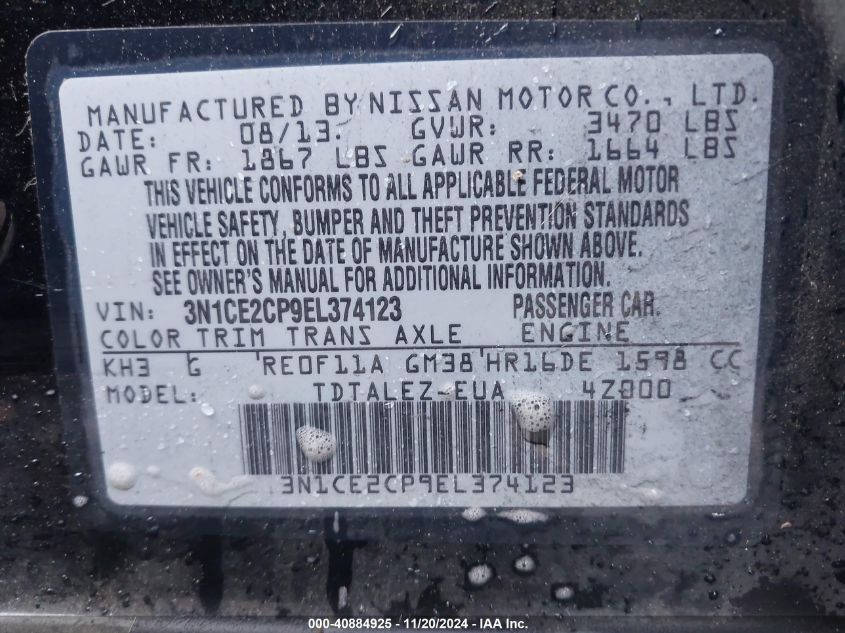 MANUFACTURED BY NISSAN MOTOR CO., LTD.
DATE: 08/13. GVWR: 3470 LBS
GAWR FR: 1867 LBS GAWR RR: 1664 LBS
THIS VEHICLE CONFORMS TO ALL APPLICABLE FEDERAL MOTOR
VEHICLE SAFETY, BUMPER AND THEFT PREVENTION STANDARDS
IN EFFECT ON THE DATE OF MANUFACTURE SHOWN ABOVE.
SEE OWNER'S MANUAL FOR ADDITIONAL INFORMATION.
VIN: 3N1CE2CP9EL374123 PASSENGER CAR.
COLOR TRIM TRANS AXLE ENGINE
KH3 G RE0F11A GM38 HR16DE 1598 CC
MODEL: TDTALEZ-EUA 4Z000
3N1CE2CP9EL374123
000-40884925 - 11/20/2024 - IAA Inc.